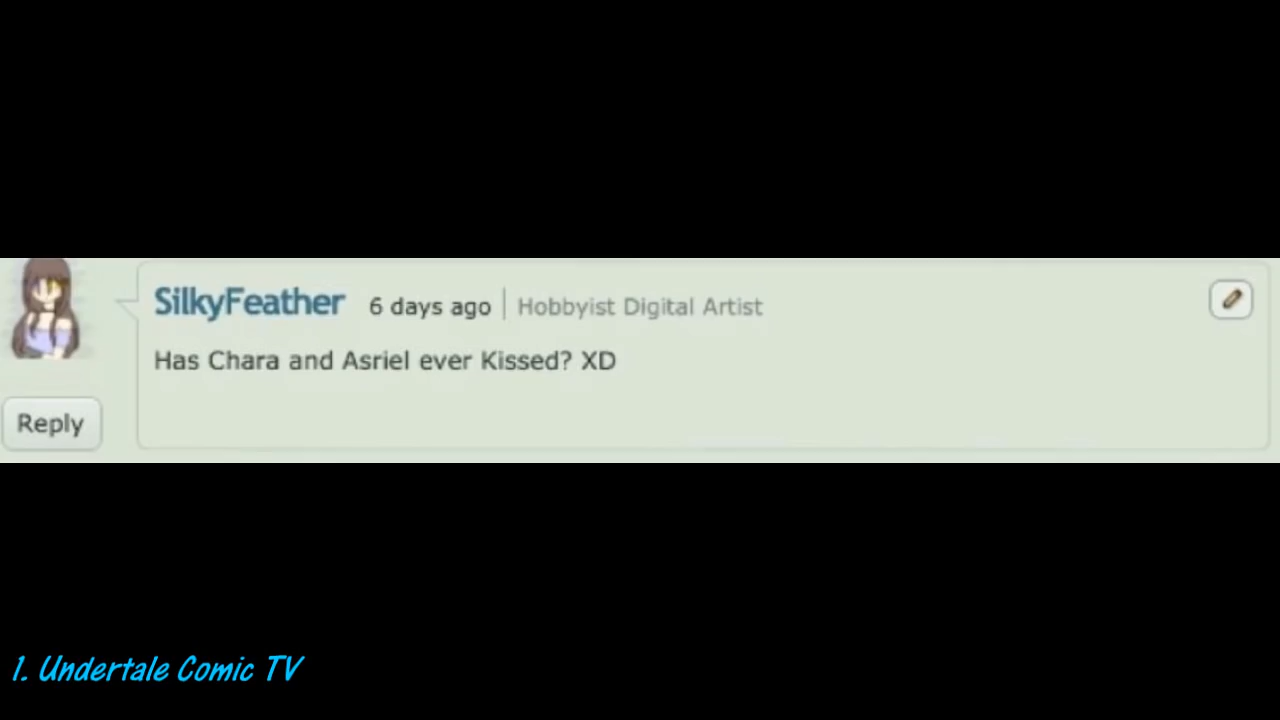 SilkyFeather 6 days ago Hobbyist Digital Artist
Has Chara and Asriel ever Kissed? XD
Reply
1. Undertale Comic TV